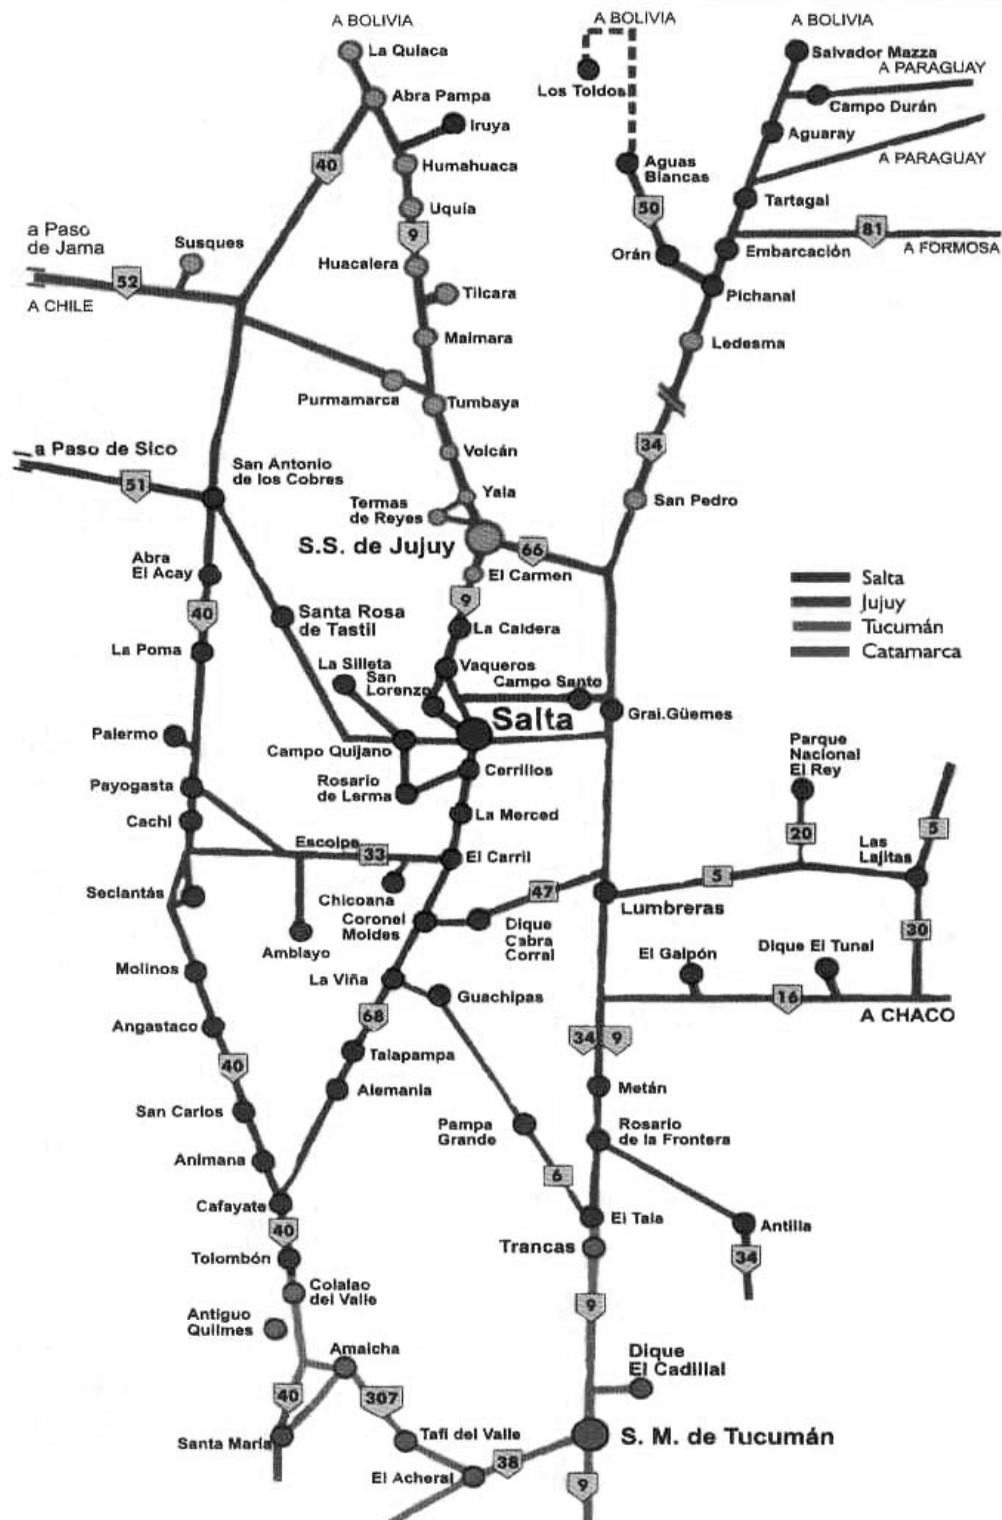 A BOLIVIA
A BOLIVIA
A BOLIVIA
La Quiaca
Salvador Mazza
A PARAGUAY
Los Toldos
Abra Pampa
Campo Durán
Iruya
Aguaray
40
Humahuaca
Aguas
Blancas
A PARAGUAY
Uquía
50
Tartagal
a Paso
de Jama
Susques
9
81
Orán
Embarcación
A FORMOSA
Huacalera
52
Tilcara
Pichanal
A CHILE
Maimara
Ledesma
Purmamarca
Tumbaya
a Paso de Sico
Volcán
34
San Antonio
de los Cobres
51
Yala
San Pedro
Termas
de Reyes
S.S. de Jujuy
66
Abra
El Acay
El Carmen
Salta
40
9
Jujuy
Santa Rosa
de Tastil
La Caldera
Tucumán
La Poma
Catamarca
La Silleta
Vaqueros
San
Lorenzo
Campo Santo
Salta
Gral.Güemes
Palermo
Campo Quijano
Parque
Nacional
El Rey
Cerrillos
Payogasta
Rosario
de Lerma
La Merced
Cachi
20
5
Escoipe
33
El Carril
Las
Lajitas
5
Seclantás
Chicoana
47
Coronel
Moldes
Lumbreras
Dique
Cabra
Corral
30
Amblayo
El Galpón
Dique El Tunal
Molinos
La Viña
Guachipas
16
A CHACO
Angastaco
68
34
9
Talapampa
40
Alemania
Metán
San Carlos
Pampa
Grande
Rosario
de la Frontera
Animana
6
Cafayate
El Tala
Antilla
40
Trancas
Tolombón
34
Colalao
del Valle
9
Antiguo
Quilmes
Amaicha
Dique
El Cadillal
40
307
Santa María
Tafi del Valle
S. M. de Tucumán
38
El Acheral
9